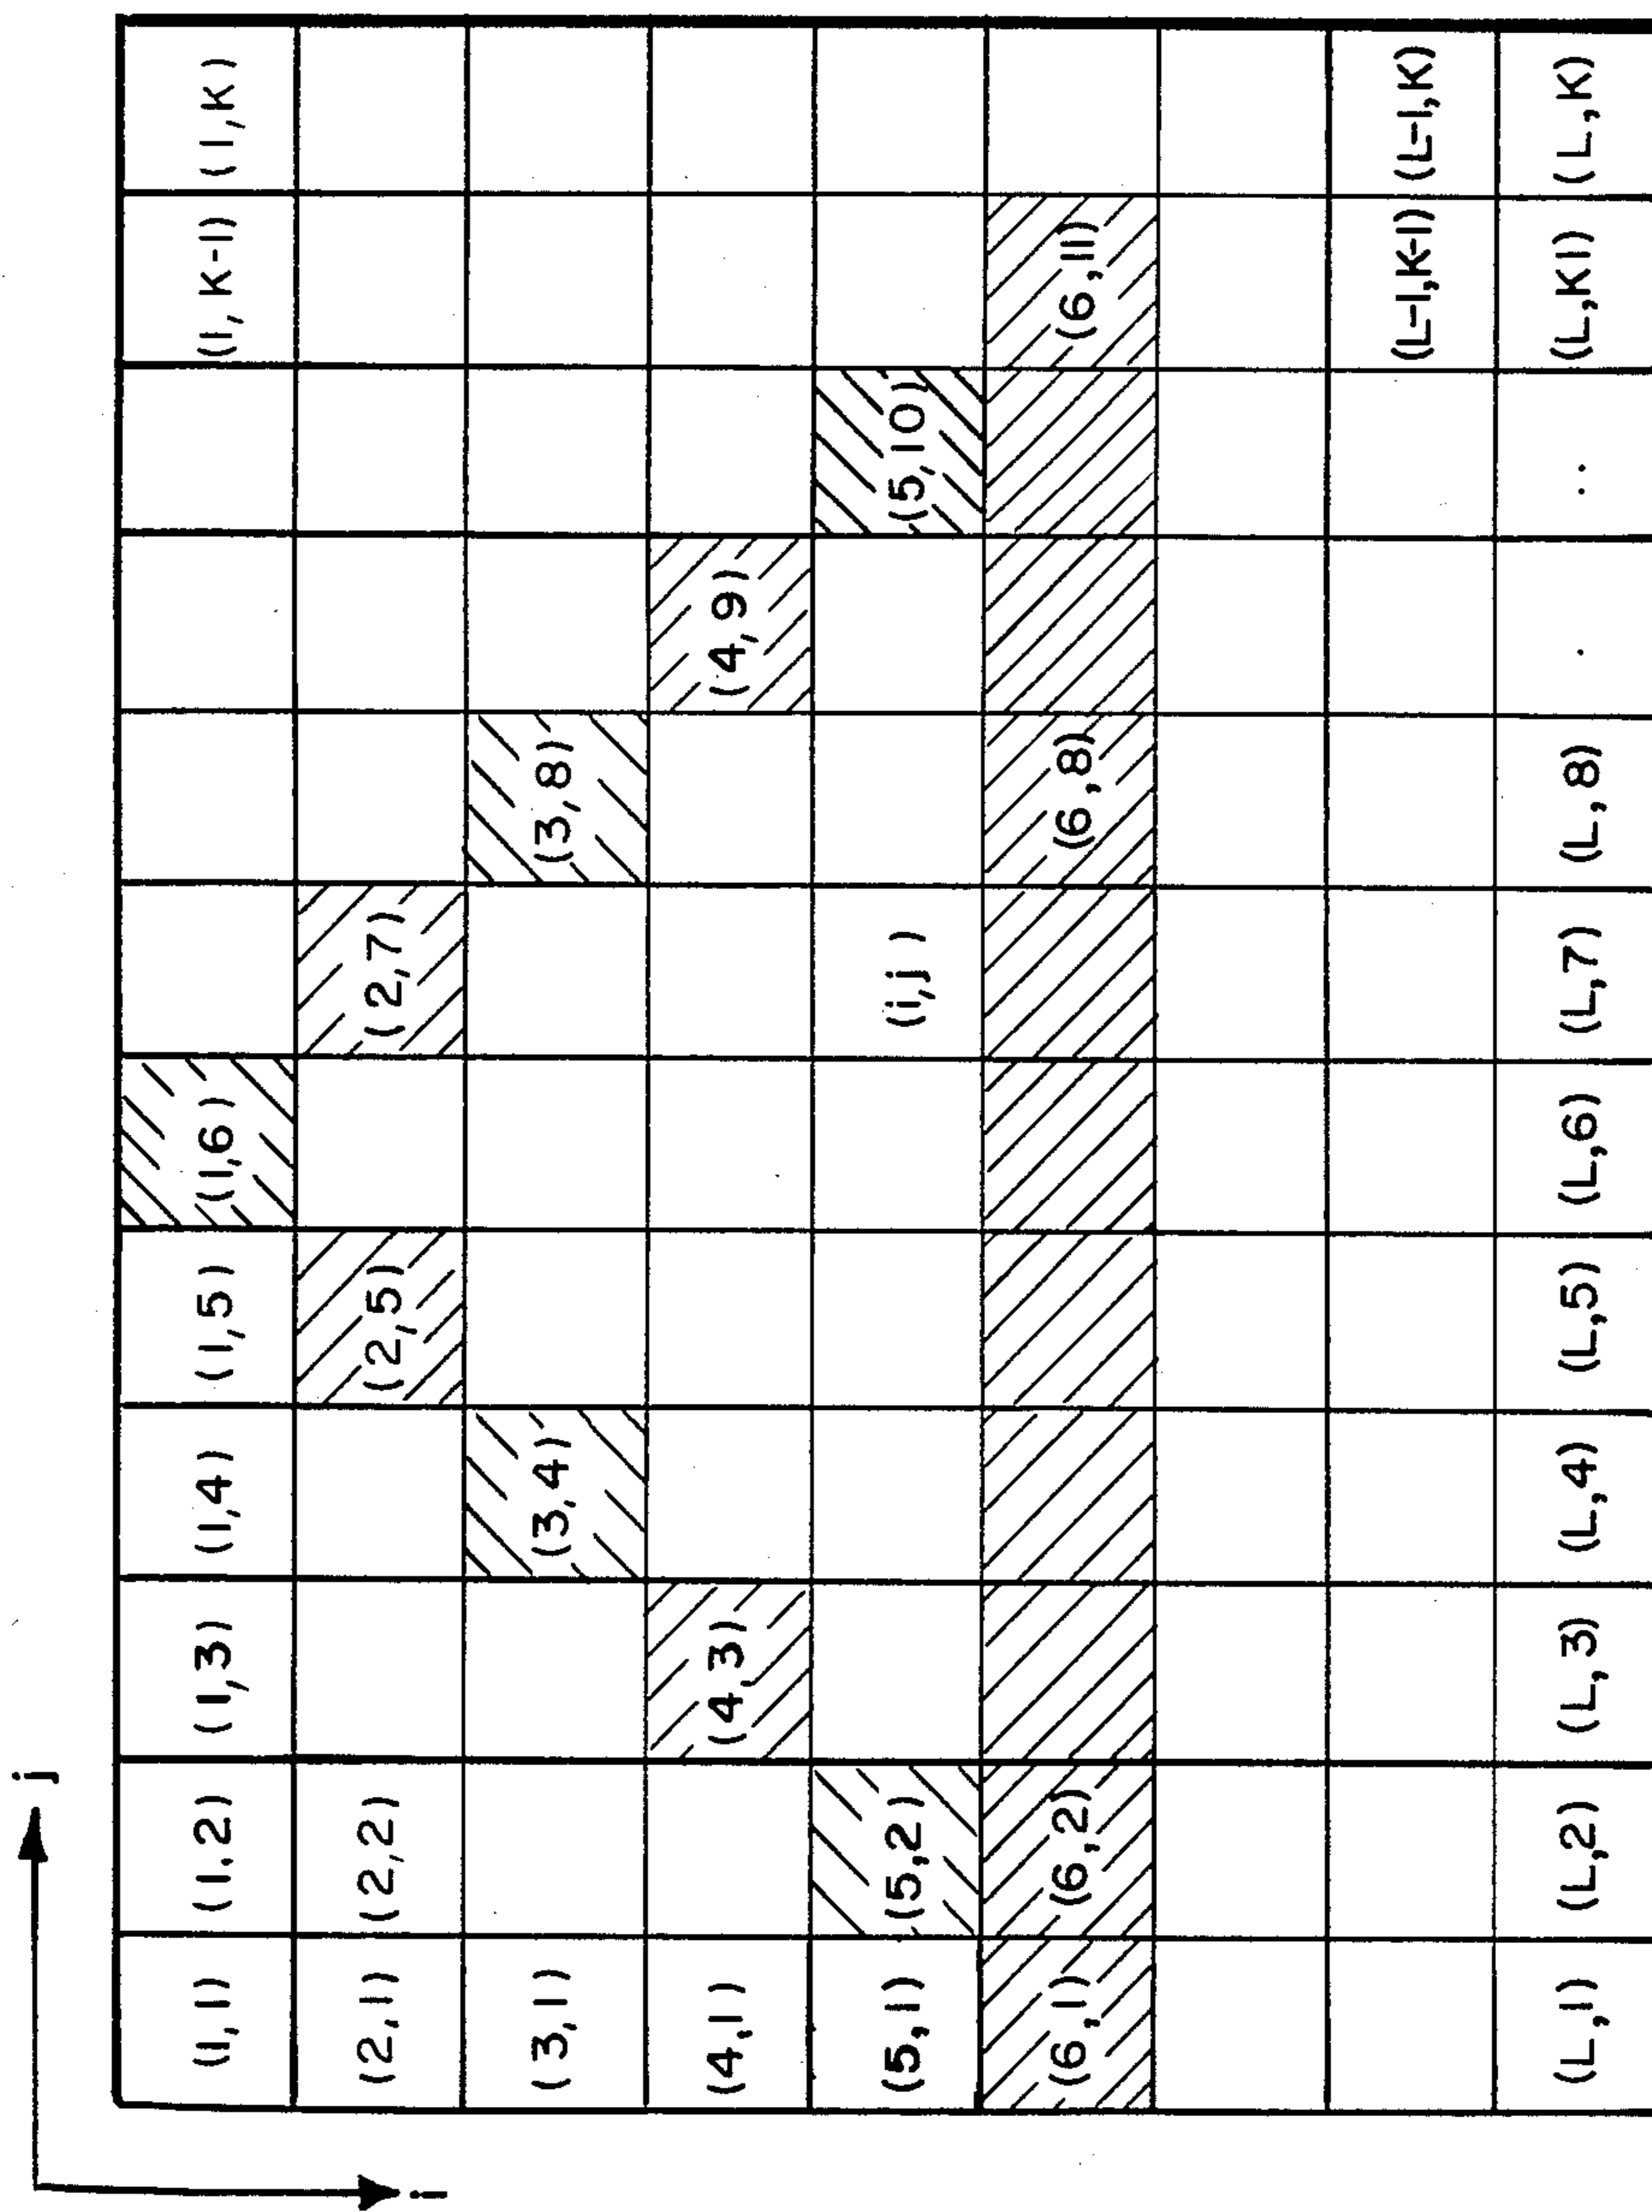 j
(1,1) (1,2) (1,3) (1,4) (1,5) (1,6) (1,K-1) (1,K)
(2,1) (2,2) (2,5) (2,7)
i
(3,1) (3,4) (3,8)
(4,1) (4,3) (4,9)
(5,1) (5,2) (i,j) (5,10)
(6,1) (6,2) (6,8) (6,11)
(L-1,K-1) (L-1,K)
(L,1) (L,2) (L,3) (L,4) (L,5) (L,6) (L,7) (L,8) . .. (L,K1) (L,K)